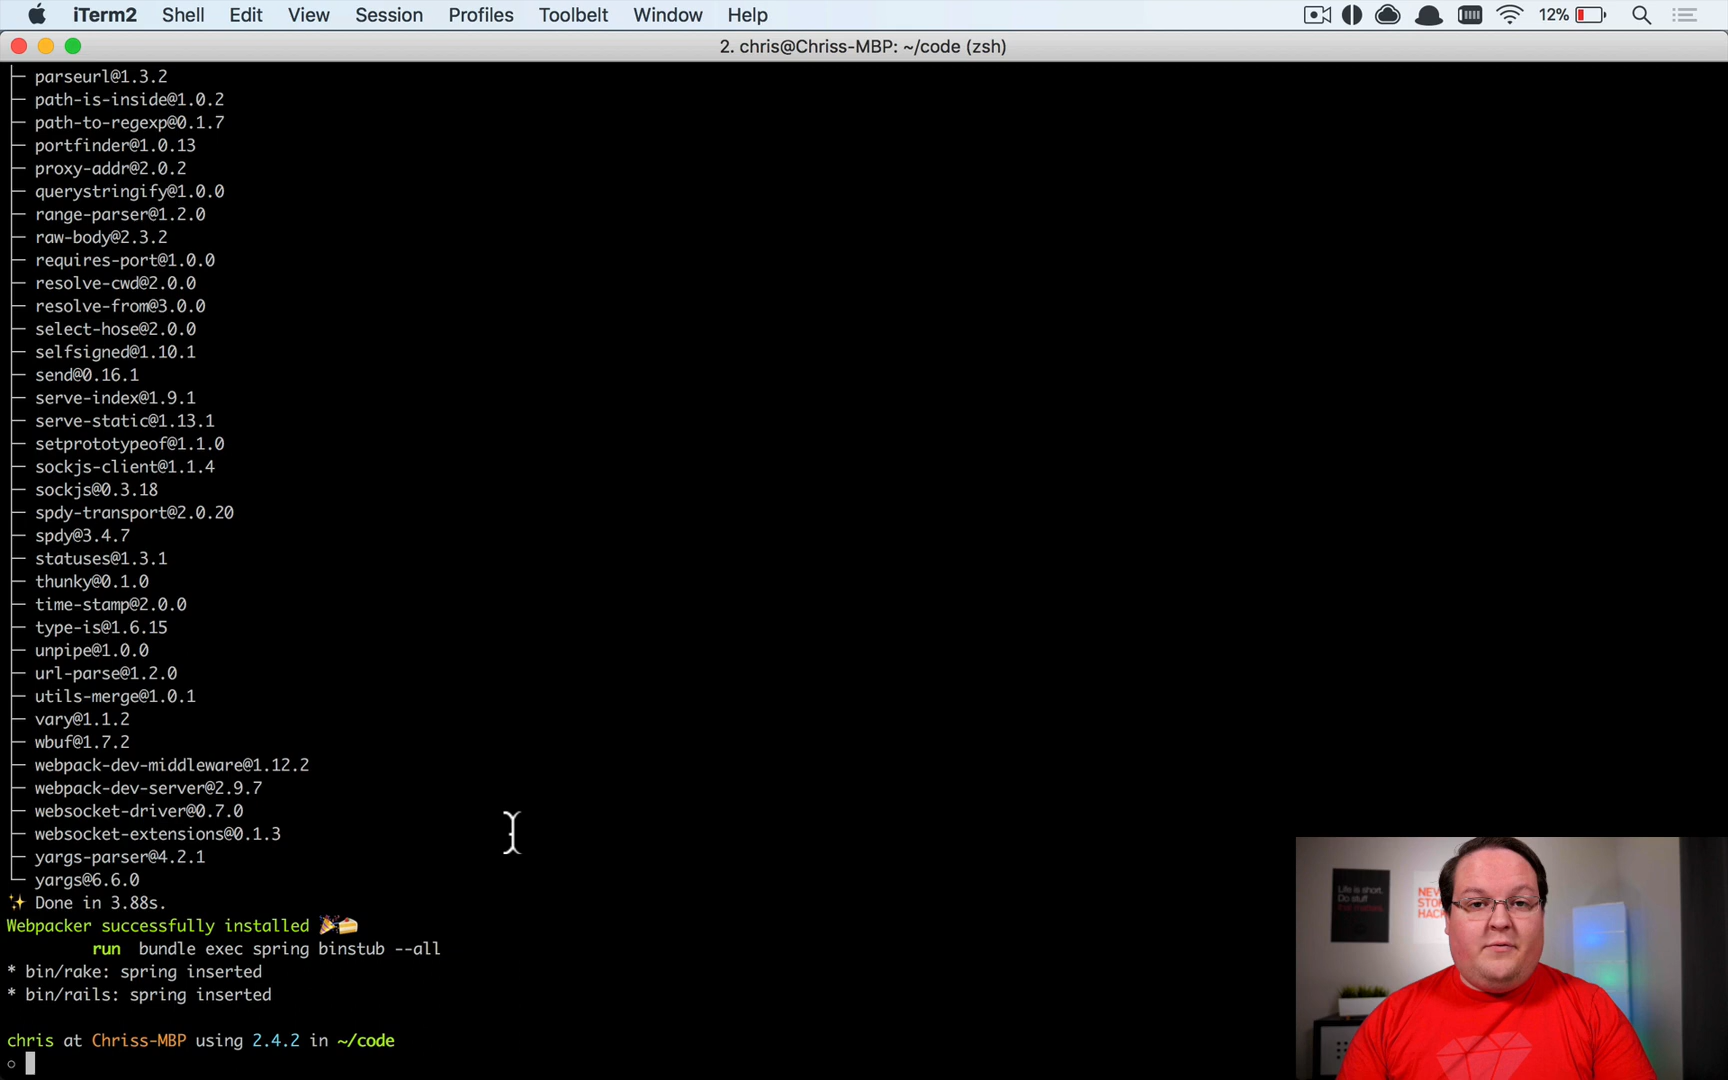 iTerm2 Shell Edit View Session Profiles Toolbelt Window Help 12%
2. chris@Chriss-MBP: ~/code (zsh)
├─ parseurl@1.3.2
├─ path-is-inside@1.0.2
├─ path-to-regexp@0.1.7
├─ portfinder@1.0.13
├─ proxy-addr@2.0.2
├─ querystringify@1.0.0
├─ range-parser@1.2.0
├─ raw-body@2.3.2
├─ requires-port@1.0.0
├─ resolve-cwd@2.0.0
├─ resolve-from@3.0.0
├─ select-hose@2.0.0
├─ selfsigned@1.10.1
├─ send@0.16.1
├─ serve-index@1.9.1
├─ serve-static@1.13.1
├─ setprototypeof@1.1.0
├─ sockjs-client@1.1.4
├─ sockjs@0.3.18
├─ spdy-transport@2.0.20
├─ spdy@3.4.7
├─ statuses@1.3.1
├─ thunky@0.1.0
├─ time-stamp@2.0.0
├─ type-is@1.6.15
├─ unpipe@1.0.0
├─ url-parse@1.2.0
├─ utils-merge@1.0.1
├─ vary@1.1.2
├─ wbuf@1.7.2
├─ webpack-dev-middleware@1.12.2
├─ webpack-dev-server@2.9.7
├─ websocket-driver@0.7.0
├─ websocket-extensions@0.1.3
├─ yargs-parser@4.2.1
└─ yargs@6.6.0
✨ Done in 3.88s.
Webpacker successfully installed 🎉🍰
run bundle exec spring binstub --all
* bin/rake: spring inserted
* bin/rails: spring inserted
chris at Chriss-MBP using 2.4.2 in ~/code
○
Life is short.
Do stuff
that matters.